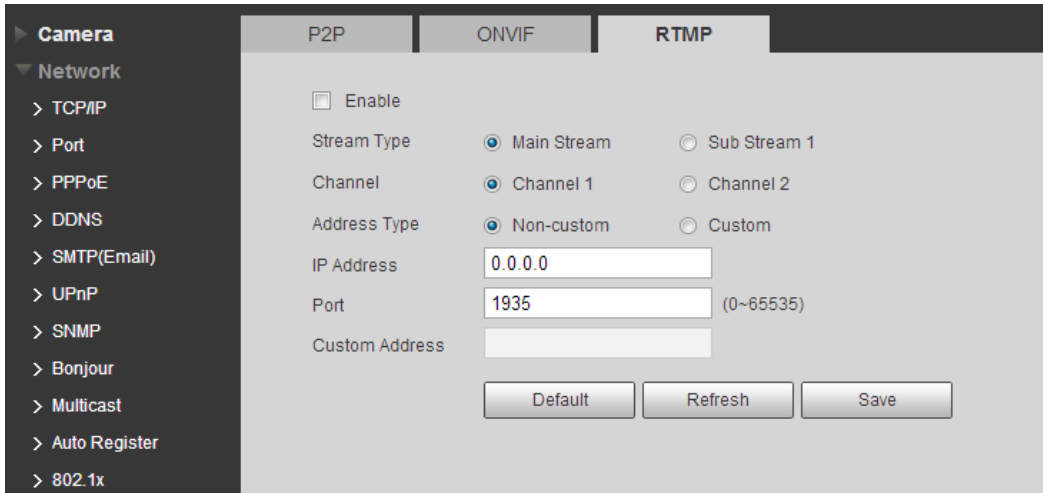 Camera
Network
TCP/IP
Port
PPPoE
DDNS
SMTP(Email)
UPnP
SNMP
Bonjour
Multicast
Auto Register
802.1x
P2P ONVIF RTMP
Enable
Stream Type Main Stream Sub Stream 1
Channel Channel 1 Channel 2
Address Type Non-custom Custom
IP Address 0.0.0.0
Port 1935 (0~65535)
Custom Address
Default Refresh Save